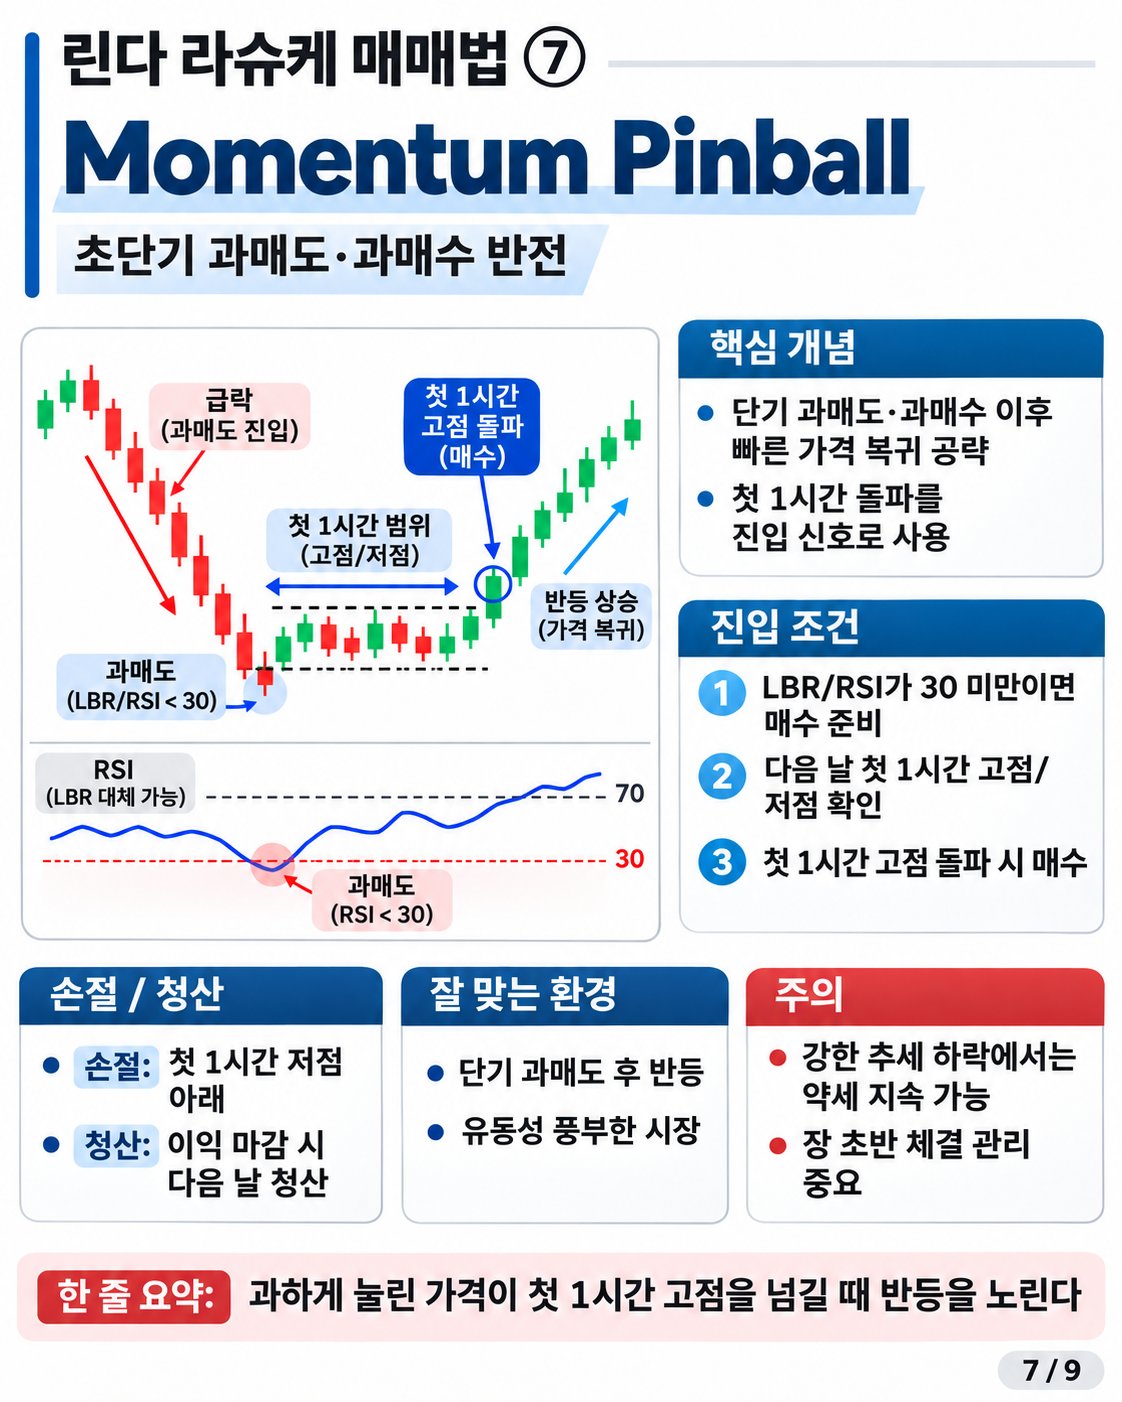 린다 라슈케 매매법 ⑦
Momentum Pinball
초단기 과매도·과매수 반전
급락
(과매도 진입)
첫 1시간
고점 돌파
(매수)
첫 1시간 범위
(고점/저점)
반등 상승
(가격 복귀)
과매도
(LBR/RSI < 30)
RSI
(LBR 대체 가능)
70
30
과매도
(RSI < 30)
핵심 개념
단기 과매도·과매수 이후
빠른 가격 복귀 공략
첫 1시간 돌파를
진입 신호로 사용
진입 조건
1 LBR/RSI가 30 미만이면
매수 준비
2 다음 날 첫 1시간 고점/
저점 확인
3 첫 1시간 고점 돌파 시 매수
손절 / 청산
손절: 첫 1시간 저점
아래
청산: 이익 마감 시
다음 날 청산
잘 맞는 환경
단기 과매도 후 반등
유동성 풍부한 시장
주의
강한 추세 하락에서는
약세 지속 가능
장 초반 체결 관리
중요
한 줄 요약: 과하게 눌린 가격이 첫 1시간 고점을 넘길 때 반등을 노린다
7 / 9